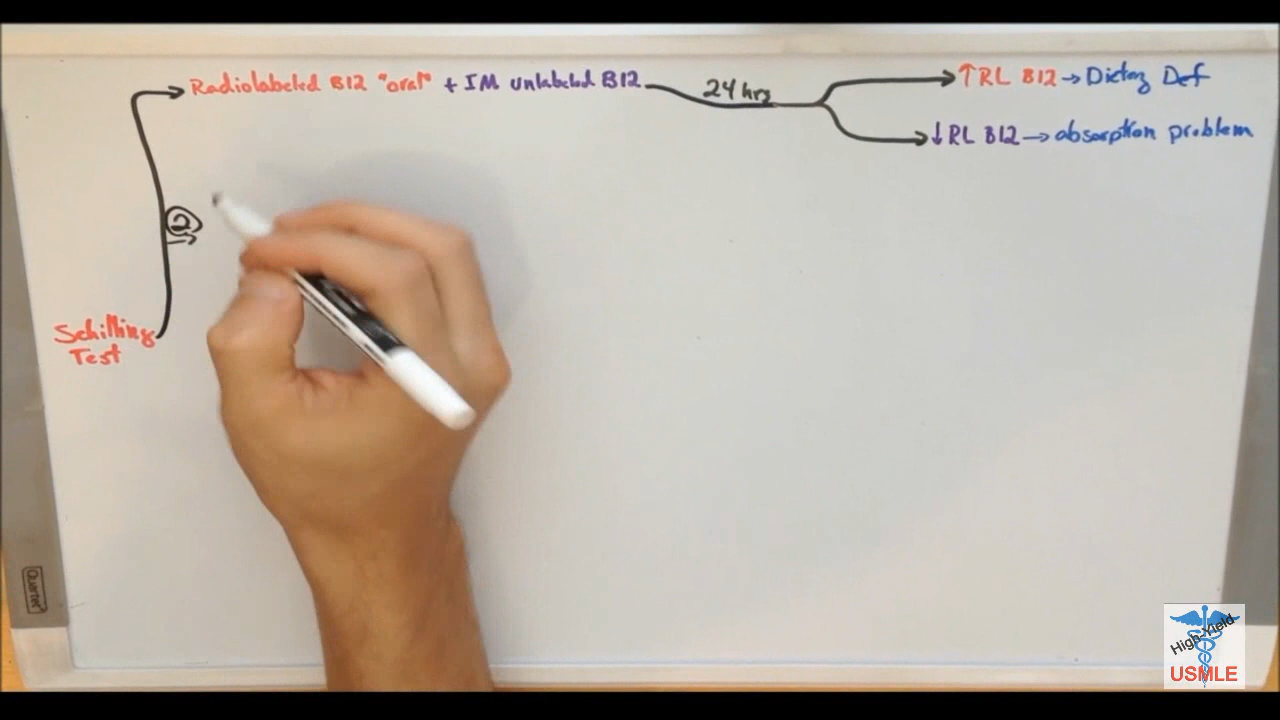 Radiolabeled B12 "oral" + IM unlabeled B12
24 hrs
↑ RL B12 → Dietary Def
↓ RL B12 → absorption problem
2
Schilling
Test
Quartet
High-Yield
USMLE